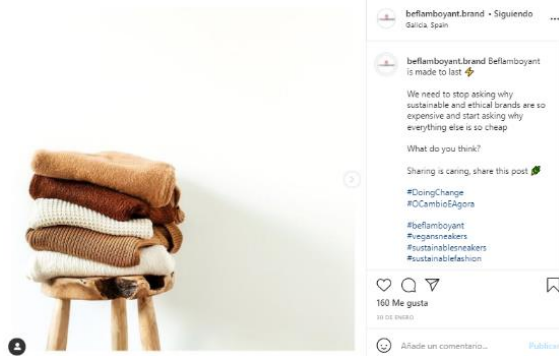 beflamboyant.brand • Siguiendo
Galicia, Spain
beflamboyant.brand Beflamboyant
is made to last ⚡
We need to stop asking why
sustainable and ethical brands are so
expensive and start asking why
everything else is so cheap
What do you think?
Sharing is caring, share this post 🍃
#DoingChange
#OCambioEAgora
#beflamboyant
#vegansneakers
#sustainablesneakers
#sustainablefashion
160 Me gusta
30 DE ENERO
Añade un comentario...
Publicar